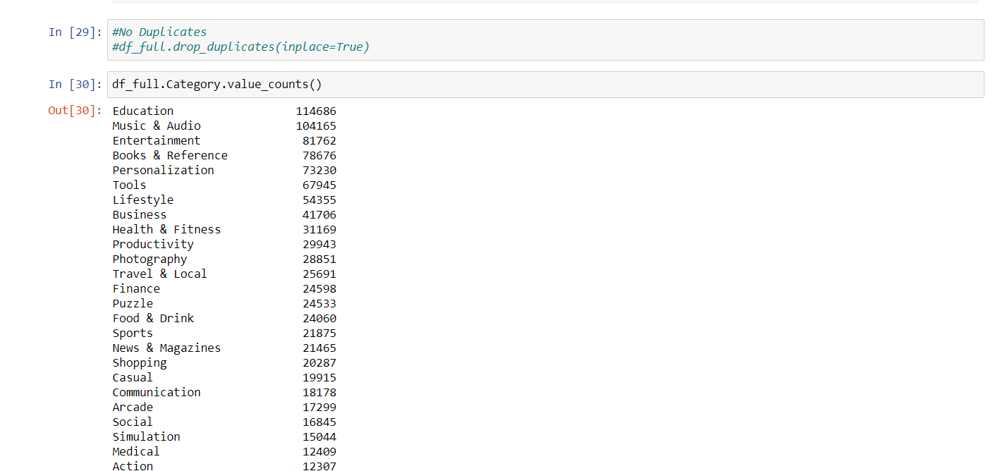 In [29]: #No Duplicates
#df_full.drop_duplicates(inplace=True)
In [30]: df_full.Category.value_counts()
Out[30]: Education 114686
Music & Audio 104165
Entertainment 81762
Books & Reference 78676
Personalization 73230
Tools 67945
Lifestyle 54355
Business 41706
Health & Fitness 31169
Productivity 29943
Photography 28851
Travel & Local 25691
Finance 24598
Puzzle 24533
Food & Drink 24060
Sports 21875
News & Magazines 21465
Shopping 20287
Casual 19915
Communication 18178
Arcade 17299
Social 16845
Simulation 15044
Medical 12409
Action 12307